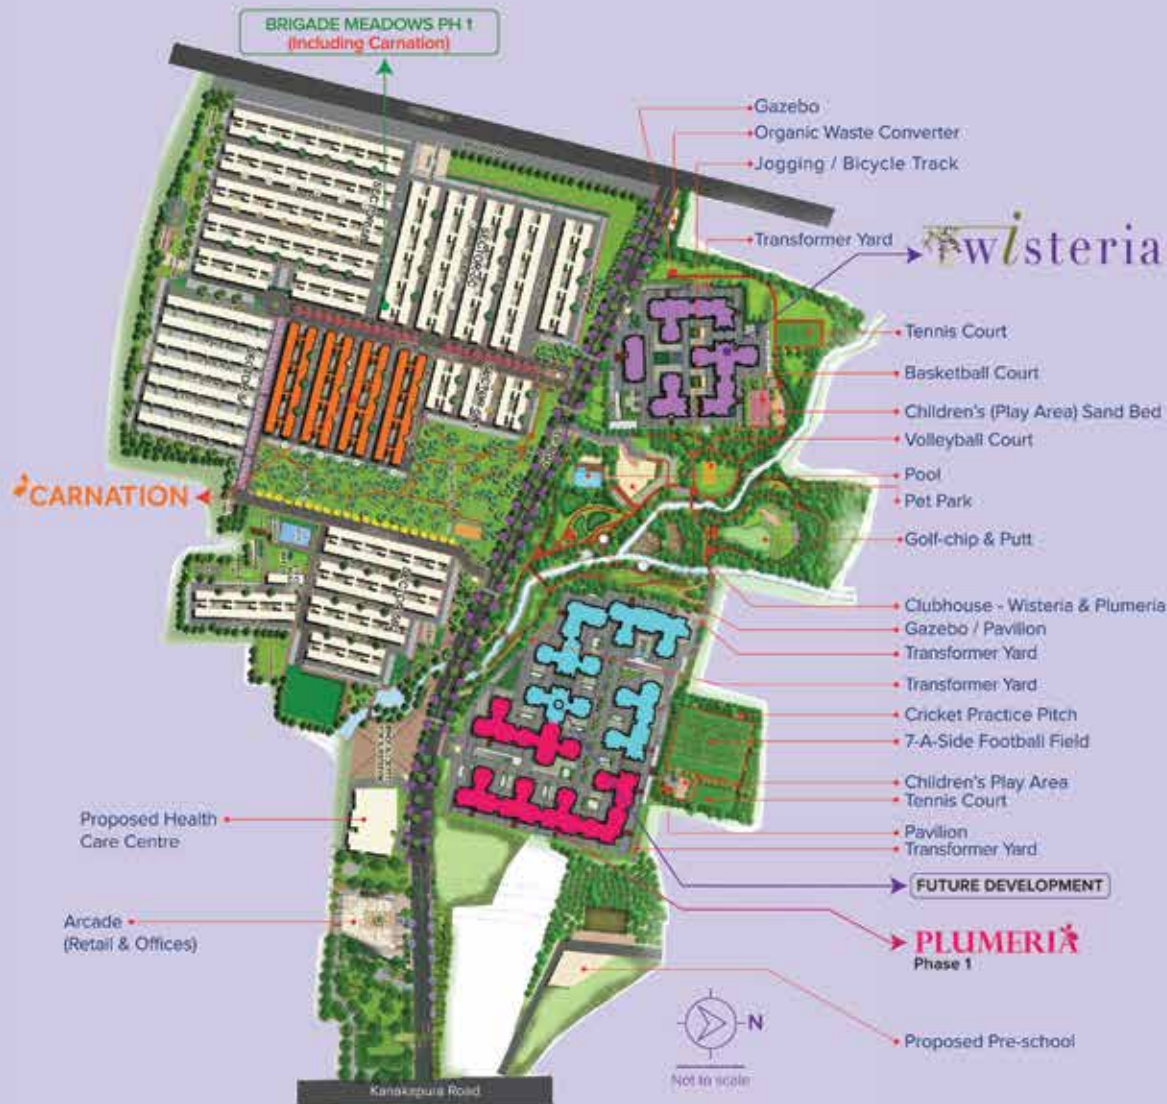 BRIGADE MEADOWS PH 1
(Including Carnation)
Gazebo
Organic Waste Converter
Jogging / Bicycle Track
Transformer Yard
wisteria
Tennis Court
Basketball Court
Children's (Play Area) Sand Bed
Volleyball Court
Pool
Pet Park
Golf-chip & Putt
CARNATION
Clubhouse - Wisteria & Plumeria
Gazebo / Pavilion
Transformer Yard
Transformer Yard
Cricket Practice Pitch
7-A-Side Football Field
Children's Play Area
Tennis Court
Pavilion
Transformer Yard
Proposed Health
Care Centre
FUTURE DEVELOPMENT
Arcade
(Retail & Offices)
PLUMERIA
Phase 1
N
Not to scale
Proposed Pre-school
Kanakapura Road